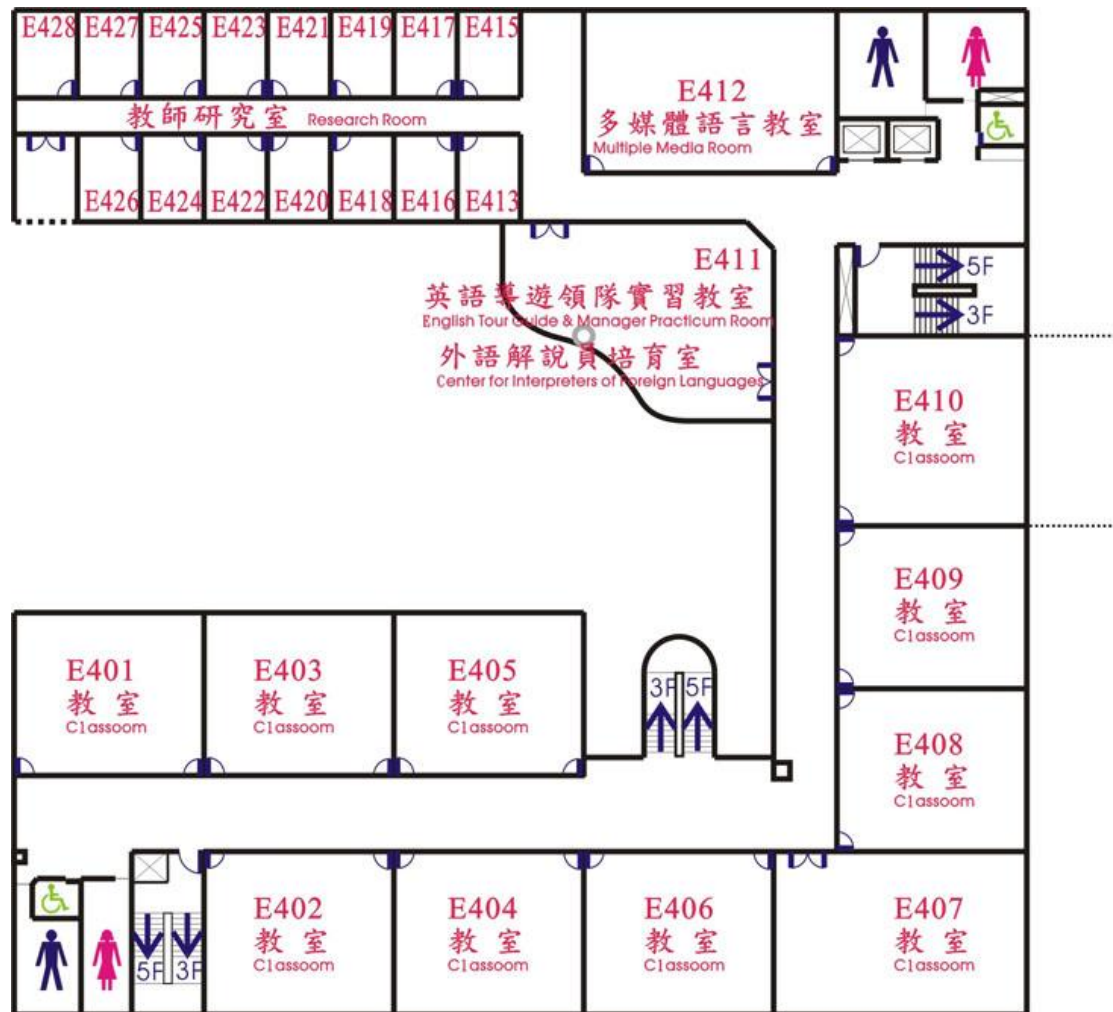 E428 E427 E425 E423 E421 E419 E417 E415
教師研究室 Research Room
E426 E424 E422 E420 E418 E416 E413
E412
多媒體語言教室
Multiple Media Room
E411
英語導遊領隊實習教室
English Tour Guide & Manager Practicum Room
外語解說員培育室
Center for Interpreters of Foreign Languages
5F
3F
E410
教室
Classoom
E409
教室
Classoom
E408
教室
Classoom
E401
教室
Classoom
E403
教室
Classoom
E405
教室
Classoom
3F 5F
5F 3F
E402
教室
Classoom
E404
教室
Classoom
E406
教室
Classoom
E407
教室
Classoom